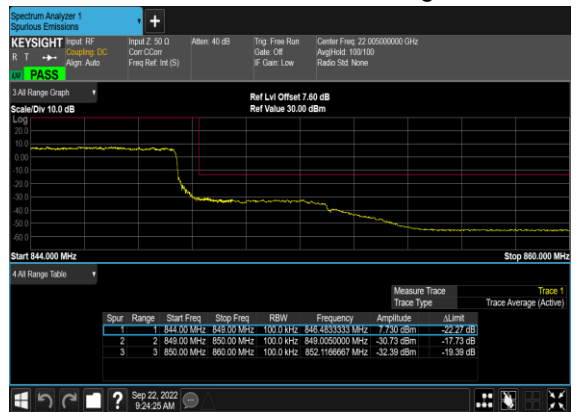 Spectrum Analyzer 1
Spurious Emissions
+
KEYSIGHT Input: RF Input Z: 50 Ω Atten: 40 dB Trig: Free Run Center Freq: 22.005000000 GHz
R T Coupling: DC Corr CCorr Gate: Off Avg|Hold: 100/100
Align: Auto Freq Ref: Int (S) IF Gain: Low Radio Std: None
LXI PASS
3 All Range Graph Ref Lvl Offset 7.60 dB
Scale/Div 10.0 dB Ref Value 30.00 dBm
Log
20.0
10.0
0.00
-10.0
-20.0
-30.0
-40.0
-50.0
-60.0
Start 844.000 MHz Stop 860.000 MHz
4 All Range Table
Measure Trace Trace 1
Trace Type Trace Average (Active)
Spur Range Start Freq Stop Freq RBW Frequency Amplitude ΔLimit
1 1 844.00 MHz 849.00 MHz 100.0 kHz 846.4833333 MHz 7.730 dBm -22.27 dB
2 2 849.00 MHz 850.00 MHz 100.0 kHz 849.0050000 MHz -30.73 dBm -17.73 dB
3 3 850.00 MHz 860.00 MHz 100.0 kHz 852.1166667 MHz -32.39 dBm -19.39 dB
? Sep 22, 2022
9:24:25 AM